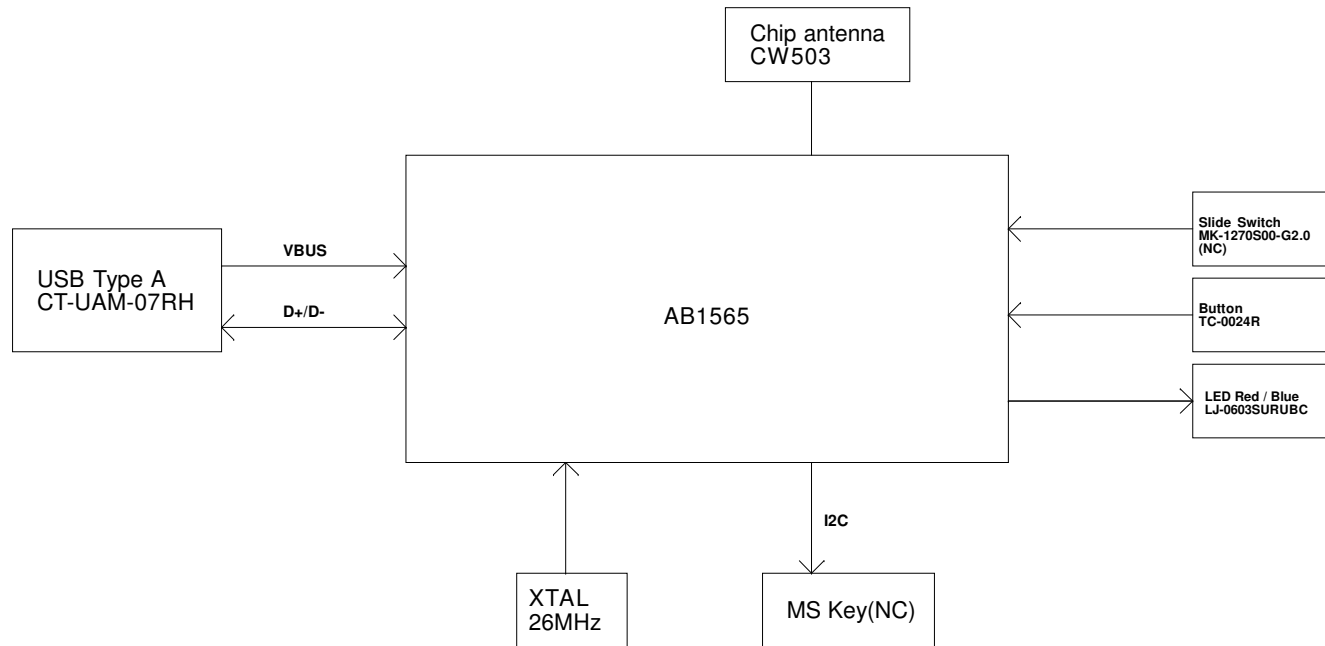 Chip antenna
CW503
Slide Switch
MK-1270S00-G2.0
(NC)
VBUS
USB Type A
CT-UAM-07RH
D+/D-
AB1565
Button
TC-0024R
LED Red / Blue
LJ-0603SURUBC
I2C
XTAL
26MHz
MS Key(NC)